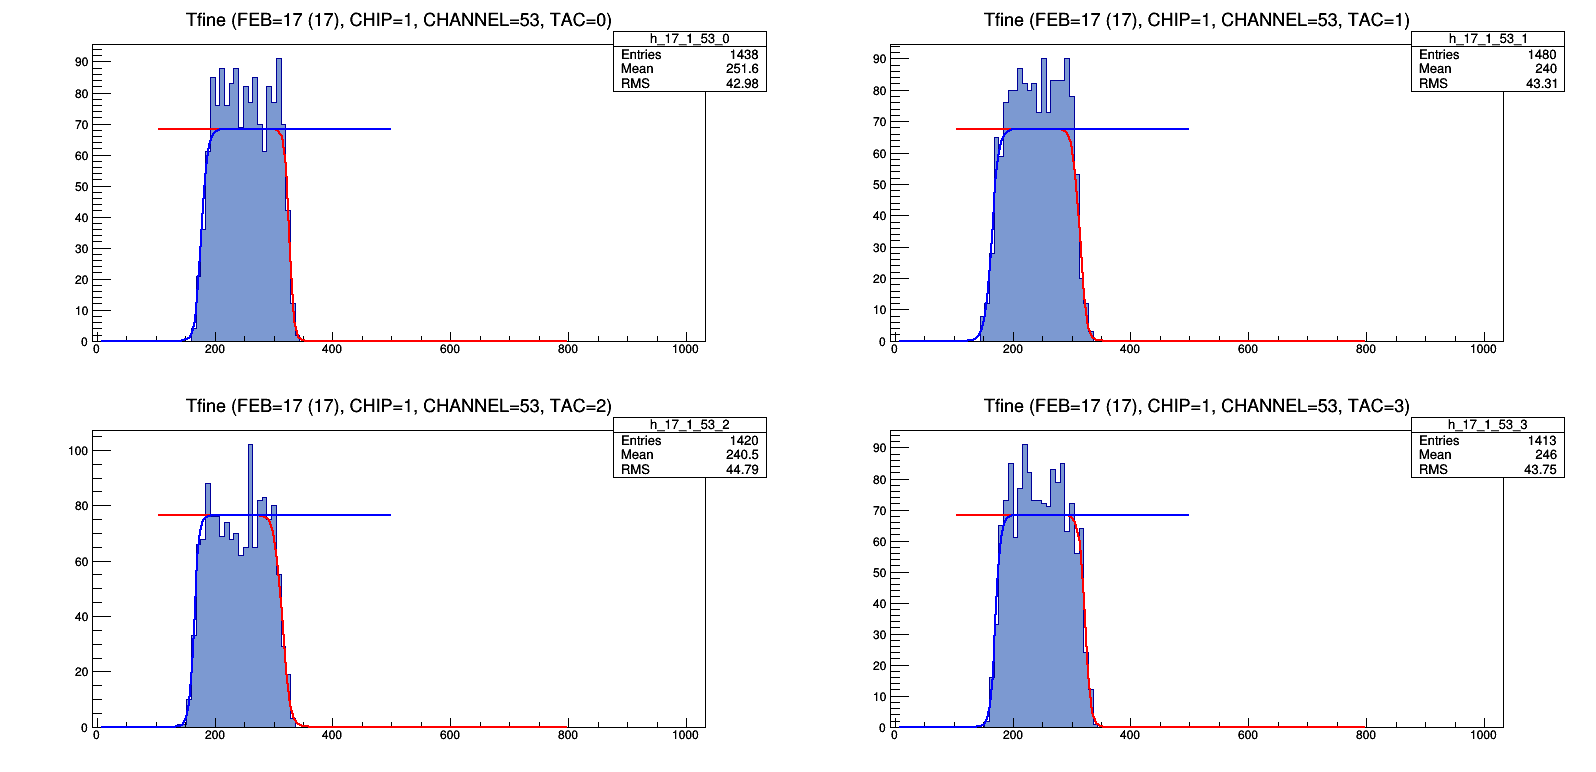 Tfine (FEB=17 (17), CHIP=1, CHANNEL=53, TAC=0)
h_17_1_53_0
Entries 1438
Mean 251.6
RMS 42.98
90
80
70
60
50
40
30
20
10
0
0 200 400 600 800 1000
Tfine (FEB=17 (17), CHIP=1, CHANNEL=53, TAC=1)
h_17_1_53_1
Entries 1480
Mean 240
RMS 43.31
90
80
70
60
50
40
30
20
10
0
0 200 400 600 800 1000
Tfine (FEB=17 (17), CHIP=1, CHANNEL=53, TAC=2)
h_17_1_53_2
Entries 1420
Mean 240.5
RMS 44.79
100
80
60
40
20
0
0 200 400 600 800 1000
Tfine (FEB=17 (17), CHIP=1, CHANNEL=53, TAC=3)
h_17_1_53_3
Entries 1413
Mean 246
RMS 43.75
90
80
70
60
50
40
30
20
10
0
0 200 400 600 800 1000